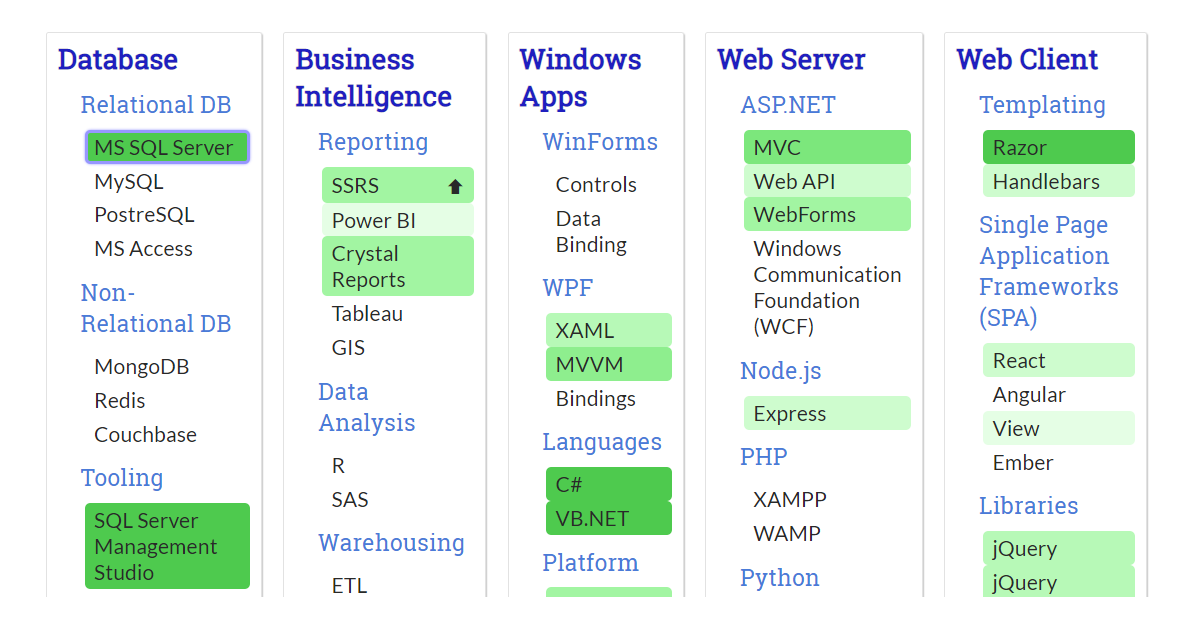 Database
Relational DB
MS SQL Server
MySQL
PostreSQL
MS Access
Non-
Relational DB
MongoDB
Redis
Couchbase
Tooling
SQL Server
Management
Studio
Business
Intelligence
Reporting
SSRS
Power BI
Crystal
Reports
Tableau
GIS
Data
Analysis
R
SAS
Warehousing
ETL
Windows
Apps
WinForms
Controls
Data
Binding
WPF
XAML
MVVM
Bindings
Languages
C#
VB.NET
Platform
Web Server
ASP.NET
MVC
Web API
WebForms
Windows
Communication
Foundation
(WCF)
Node.js
Express
PHP
XAMPP
WAMP
Python
Web Client
Templating
Razor
Handlebars
Single Page
Application
Frameworks
(SPA)
React
Angular
View
Ember
Libraries
jQuery
jQuery